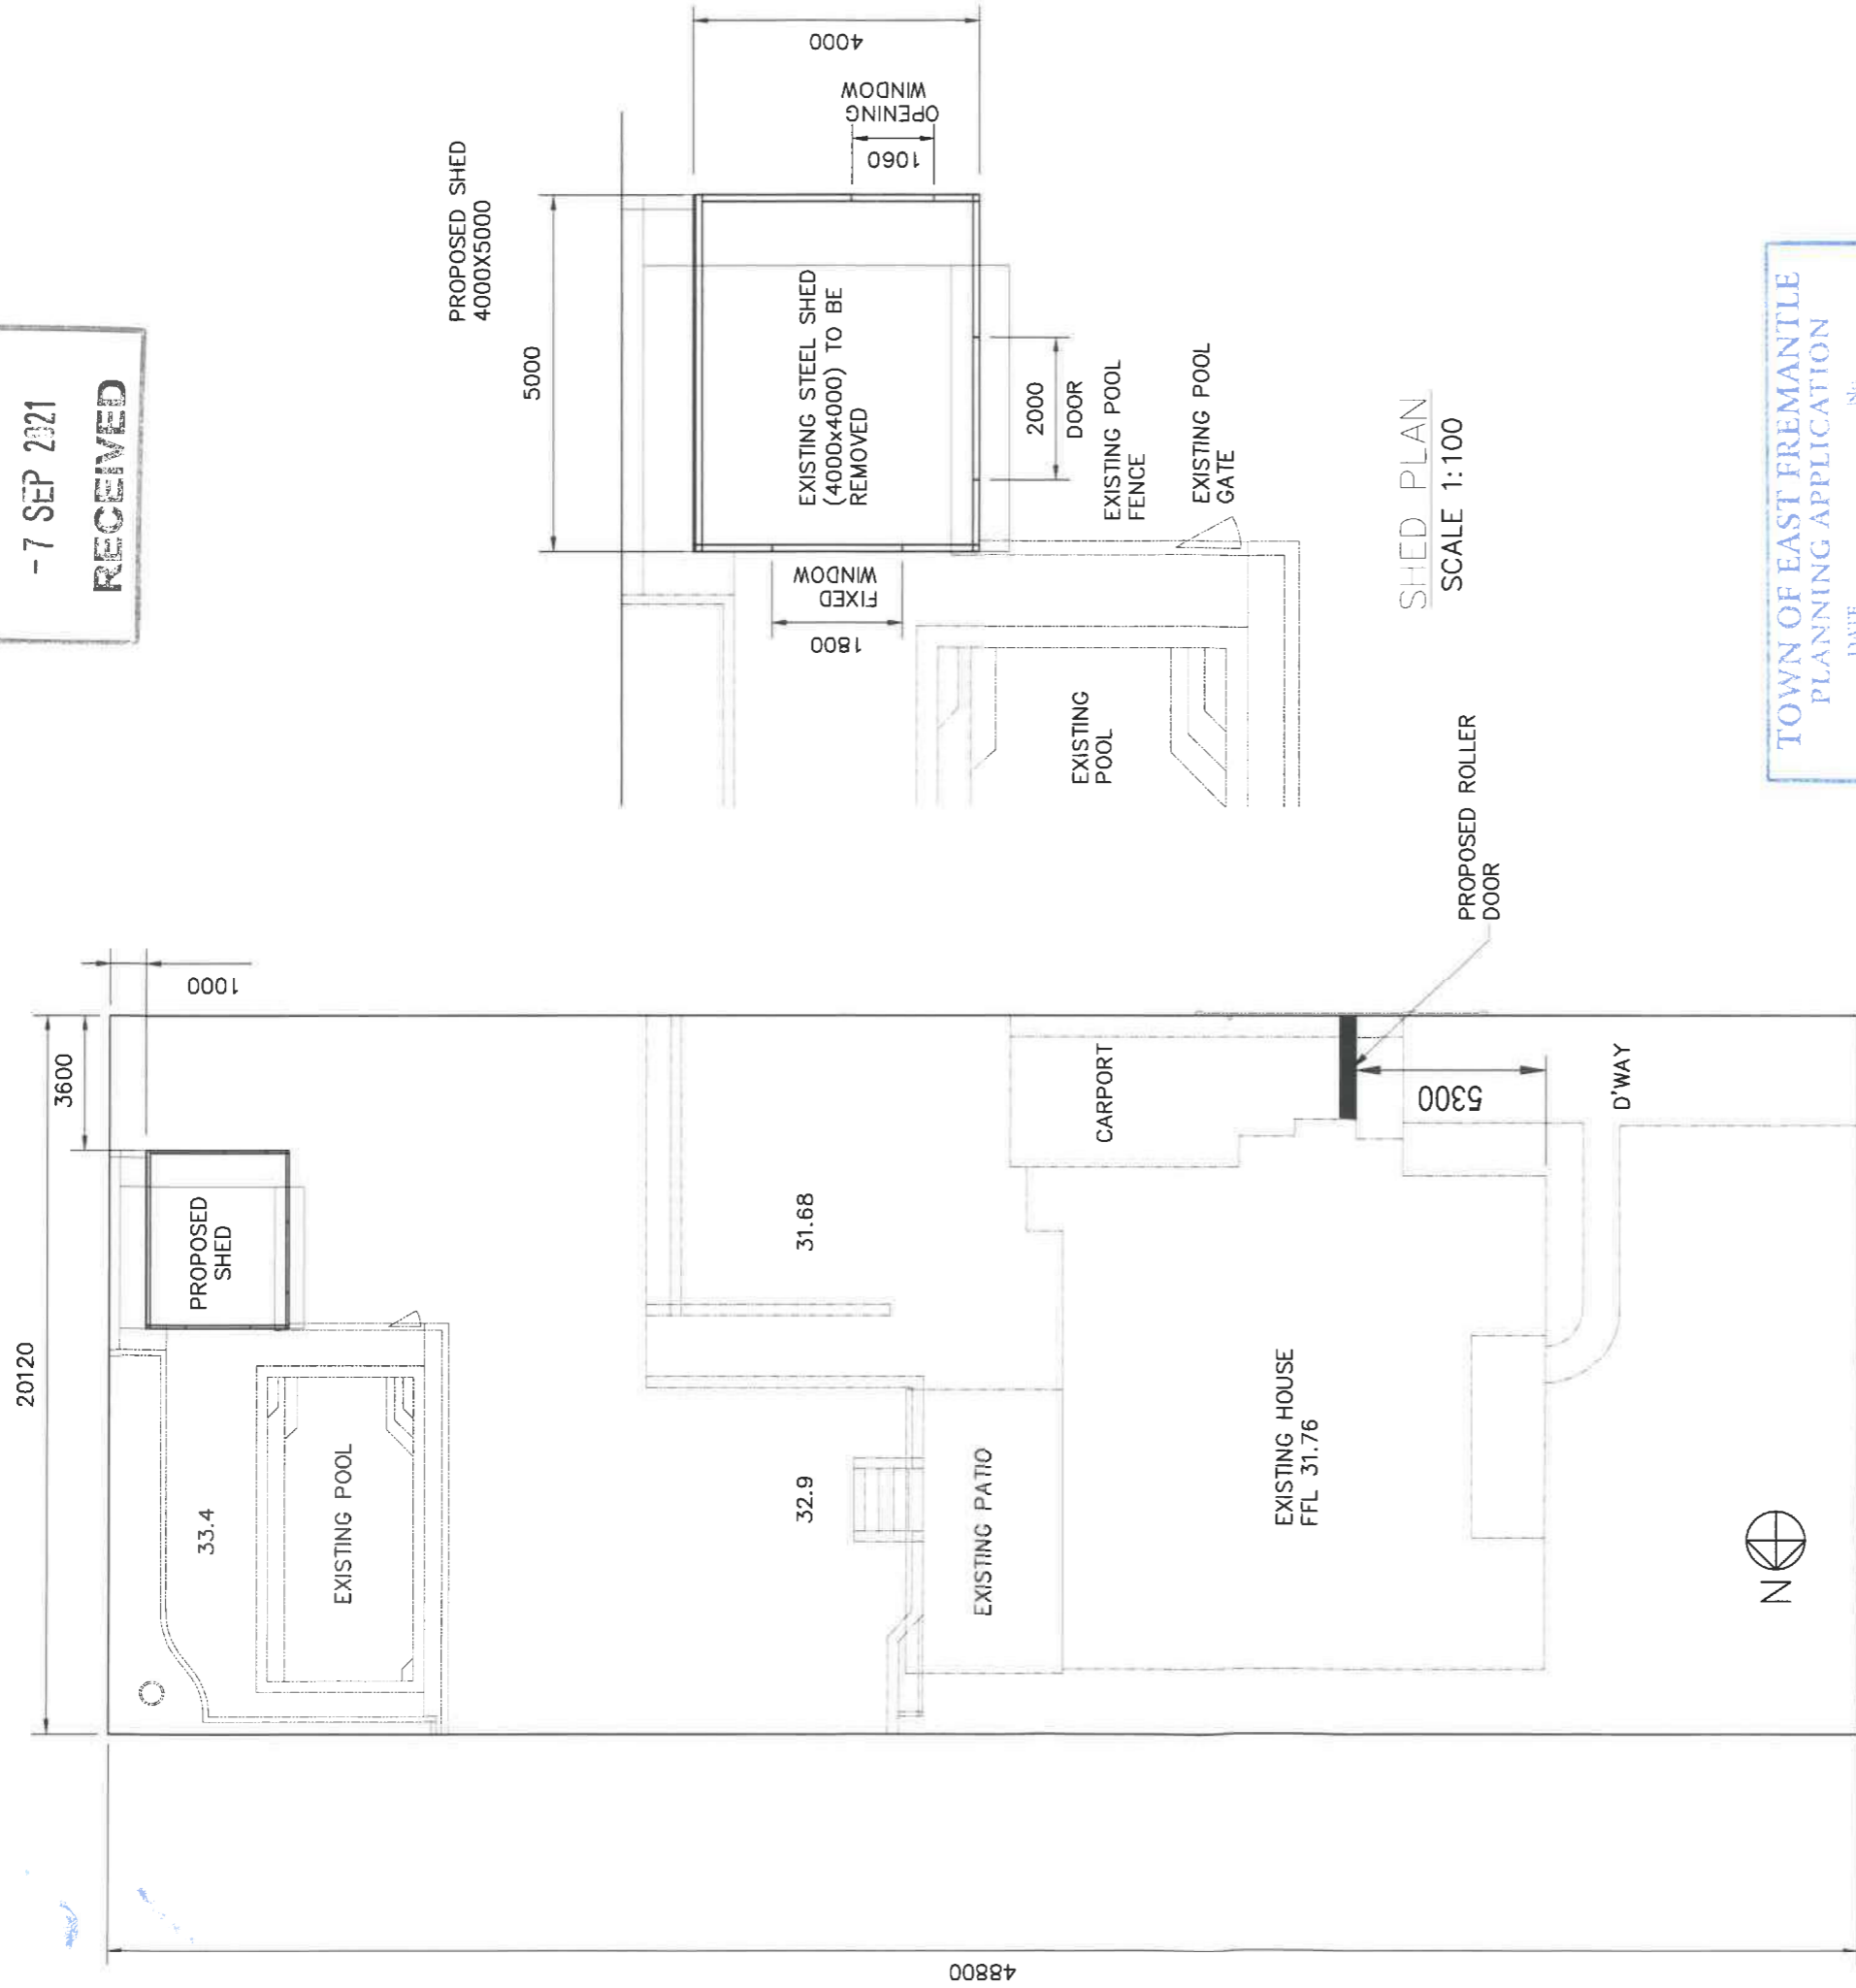 - 7 SEP 2021
RECEIVED
20120
3600
1000
PROPOSED
SHED
33.4
EXISTING POOL
31.68
32.9
EXISTING PATIO
CARPORT
5300
D'WAY
EXISTING HOUSE
FFL 31.76
N
48800
PROPOSED ROLLER
DOOR
PROPOSED SHED
4000X5000
5000
4000
OPENING
WINDOW
1060
EXISTING STEEL SHED
(4000x4000) TO BE
REMOVED
FIXED
WINDOW
1800
2000
DOOR
EXISTING POOL
FENCE
EXISTING POOL
GATE
EXISTING
POOL
SHED PLAN
SCALE 1:100
TOWN OF EAST FREMANTLE
PLANNING APPLICATION
DATE